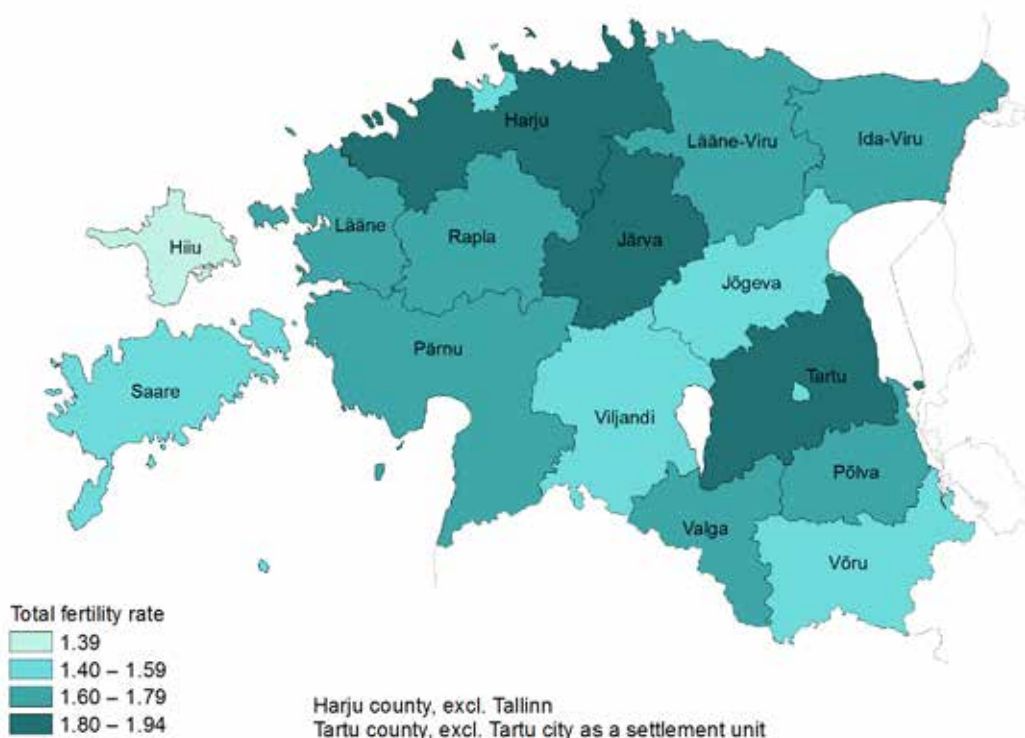 Harju
Lääne-Viru
Ida-Viru
Lääne
Rapla
Järva
Hiiu
Jõgeva
Pärnu
Tartu
Saare
Viljandi
Põlva
Valga
Võru
Total fertility rate
1.39
1.40 – 1.59
1.60 – 1.79
1.80 – 1.94
Harju county, excl. Tallinn
Tartu county, excl. Tartu city as a settlement unit